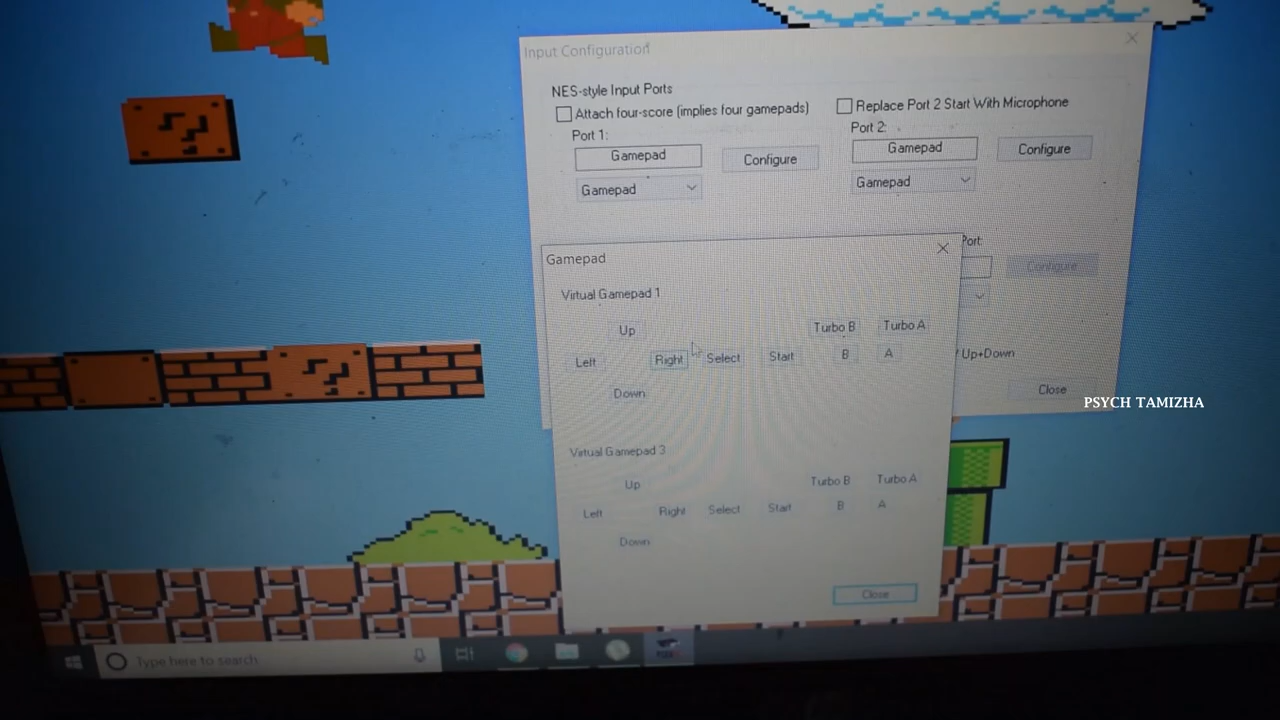 Input Configuration
NES-style Input Ports
Attach four-score (implies four gamepads)
Replace Port 2 Start With Microphone
Port 1:
Port 2:
Gamepad
Configure
Gamepad
Configure
Gamepad
Gamepad
Port:
Configure
Up+Down
Close
Gamepad
Virtual Gamepad 1
Up
Turbo B
Turbo A
Left
Right
Select
Start
B
A
Down
Virtual Gamepad 3
Up
Turbo B
Turbo A
Left
Right
Select
Start
B
A
Down
Close
PSYCH TAMIZHA
Type here to search